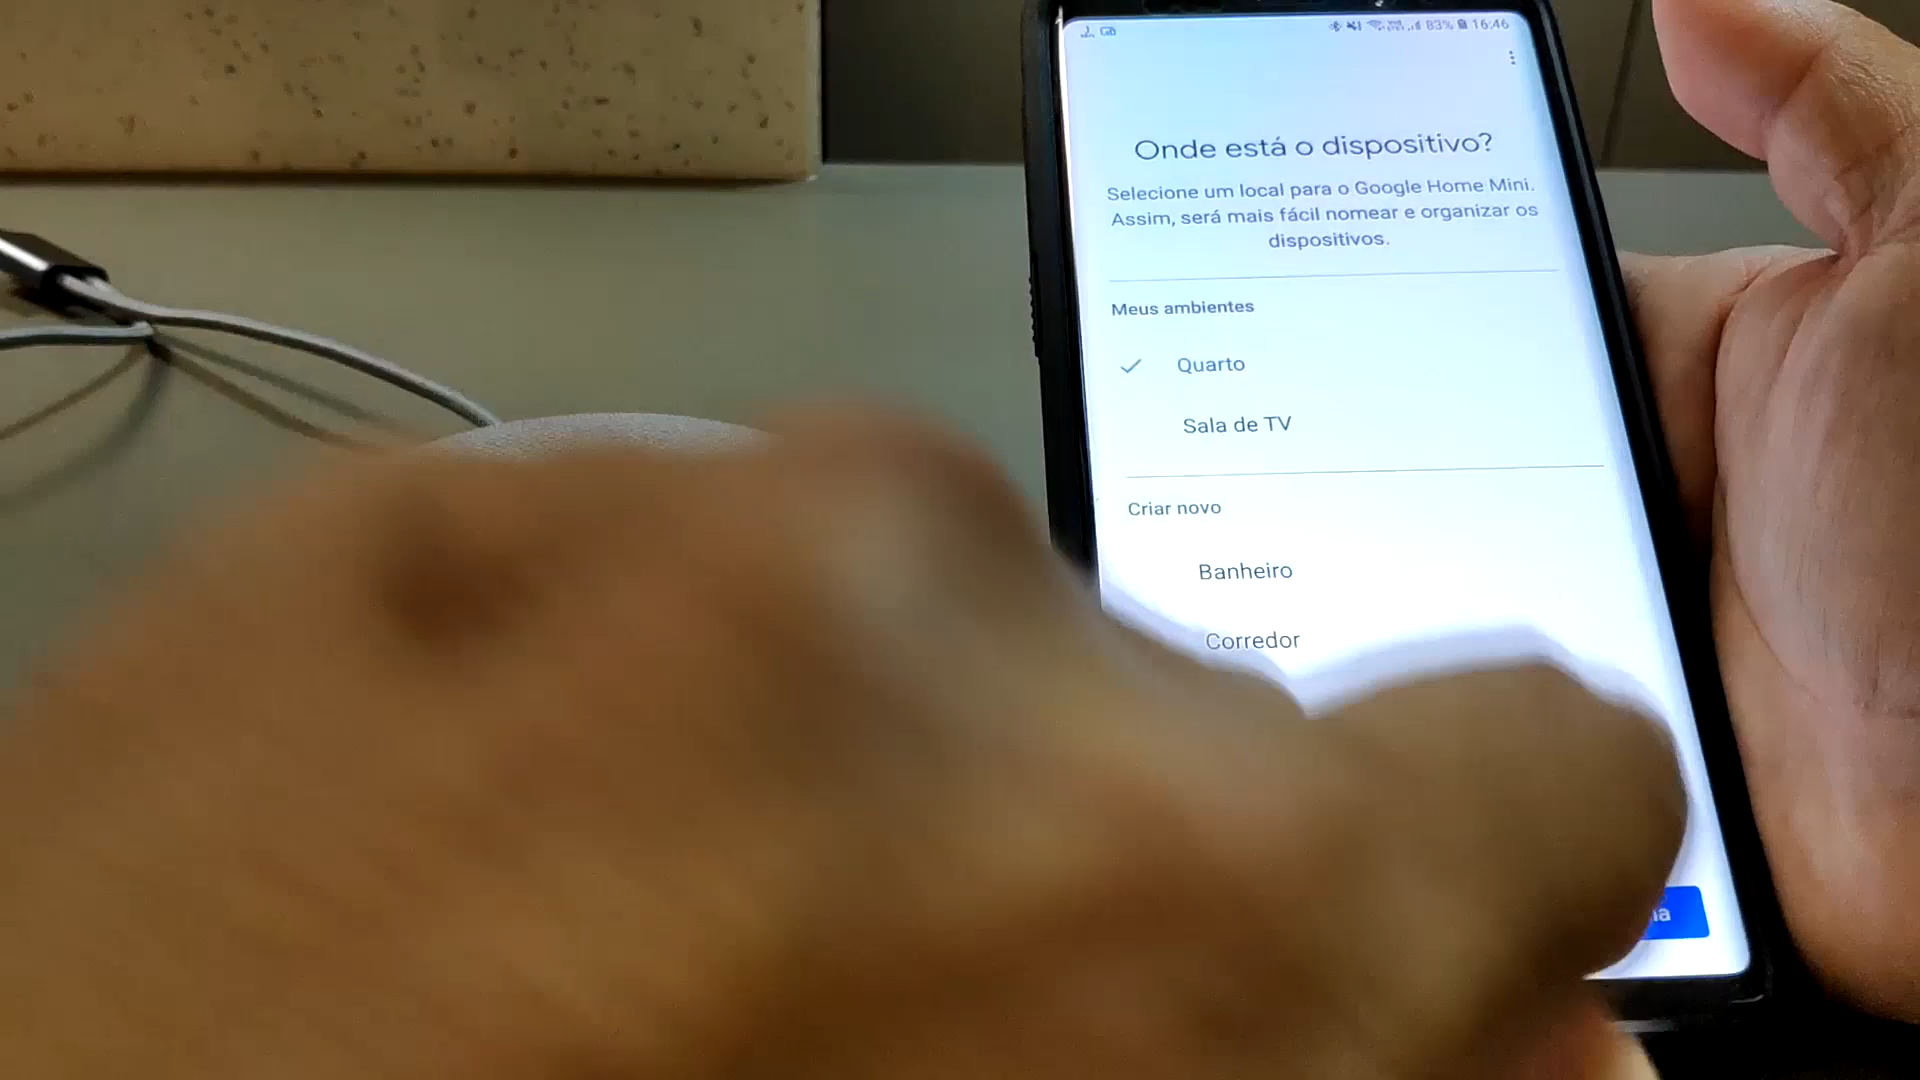 83% 16:46
Onde está o dispositivo?
Selecione um local para o Google Home Mini.
Assim, será mais fácil nomear e organizar os
dispositivos.
Meus ambientes
Quarto
Sala de TV
Criar novo
Banheiro
Corredor